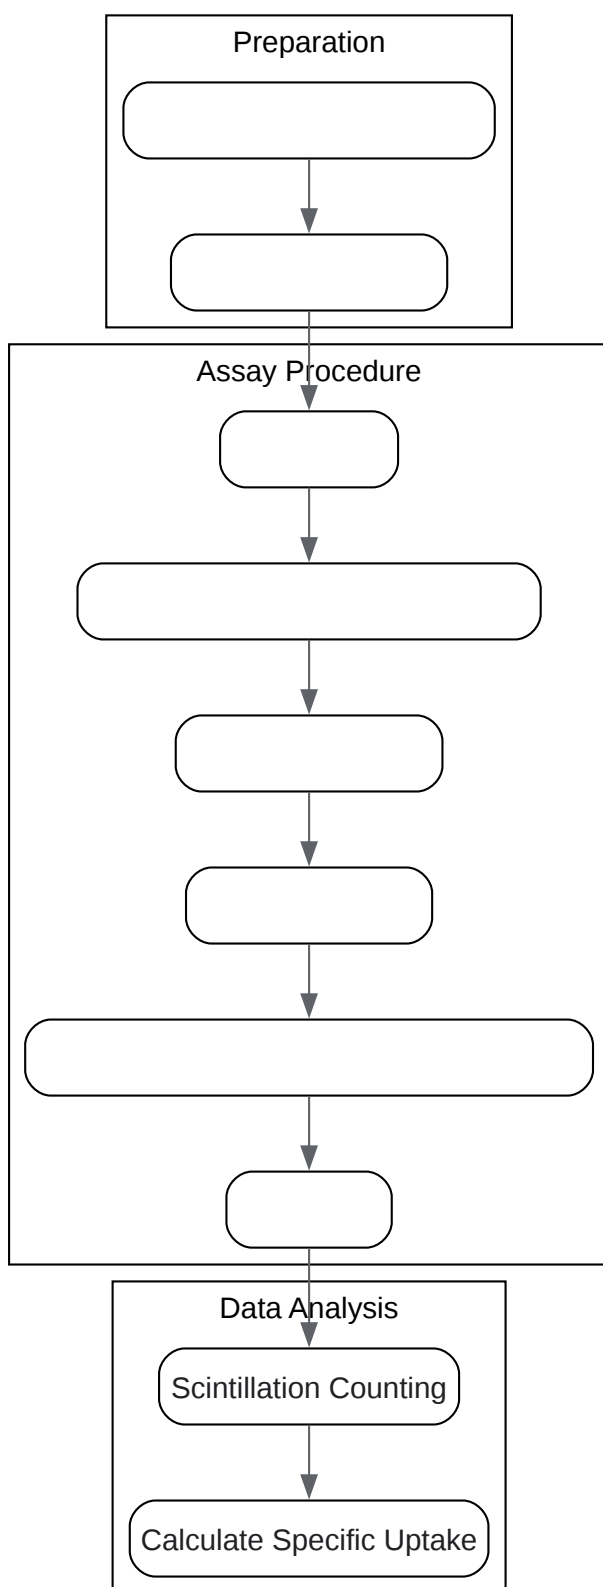 Preparation
Assay Procedure
Data Analysis
Scintillation Counting
Calculate Specific Uptake